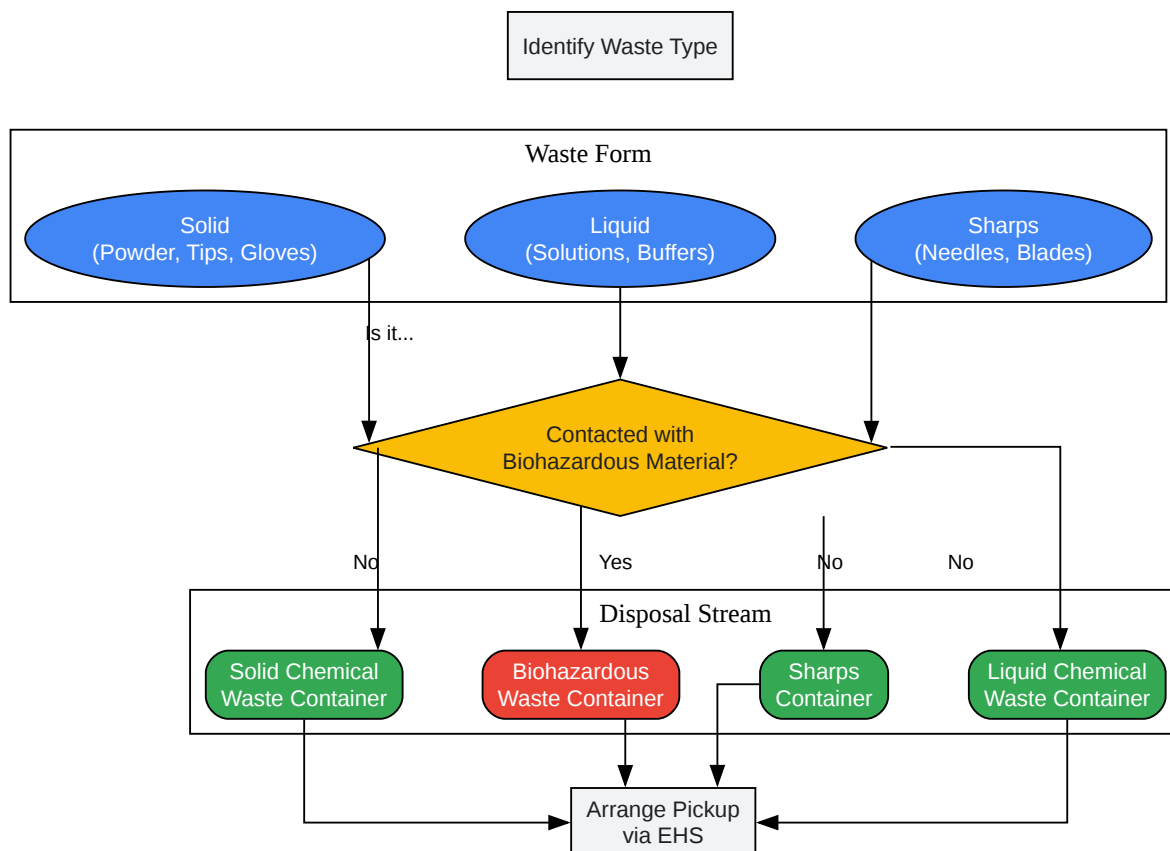 Identify Waste Type
Waste Form
Solid
(Powder, Tips, Gloves)
Liquid
(Solutions, Buffers)
Sharps
(Needles, Blades)
Is it...
Contacted with
Biohazardous Material?
No
Yes
No
No
Disposal Stream
Solid Chemical
Waste Container
Biohazardous
Waste Container
Sharps
Container
Liquid Chemical
Waste Container
Arrange Pickup
via EHS